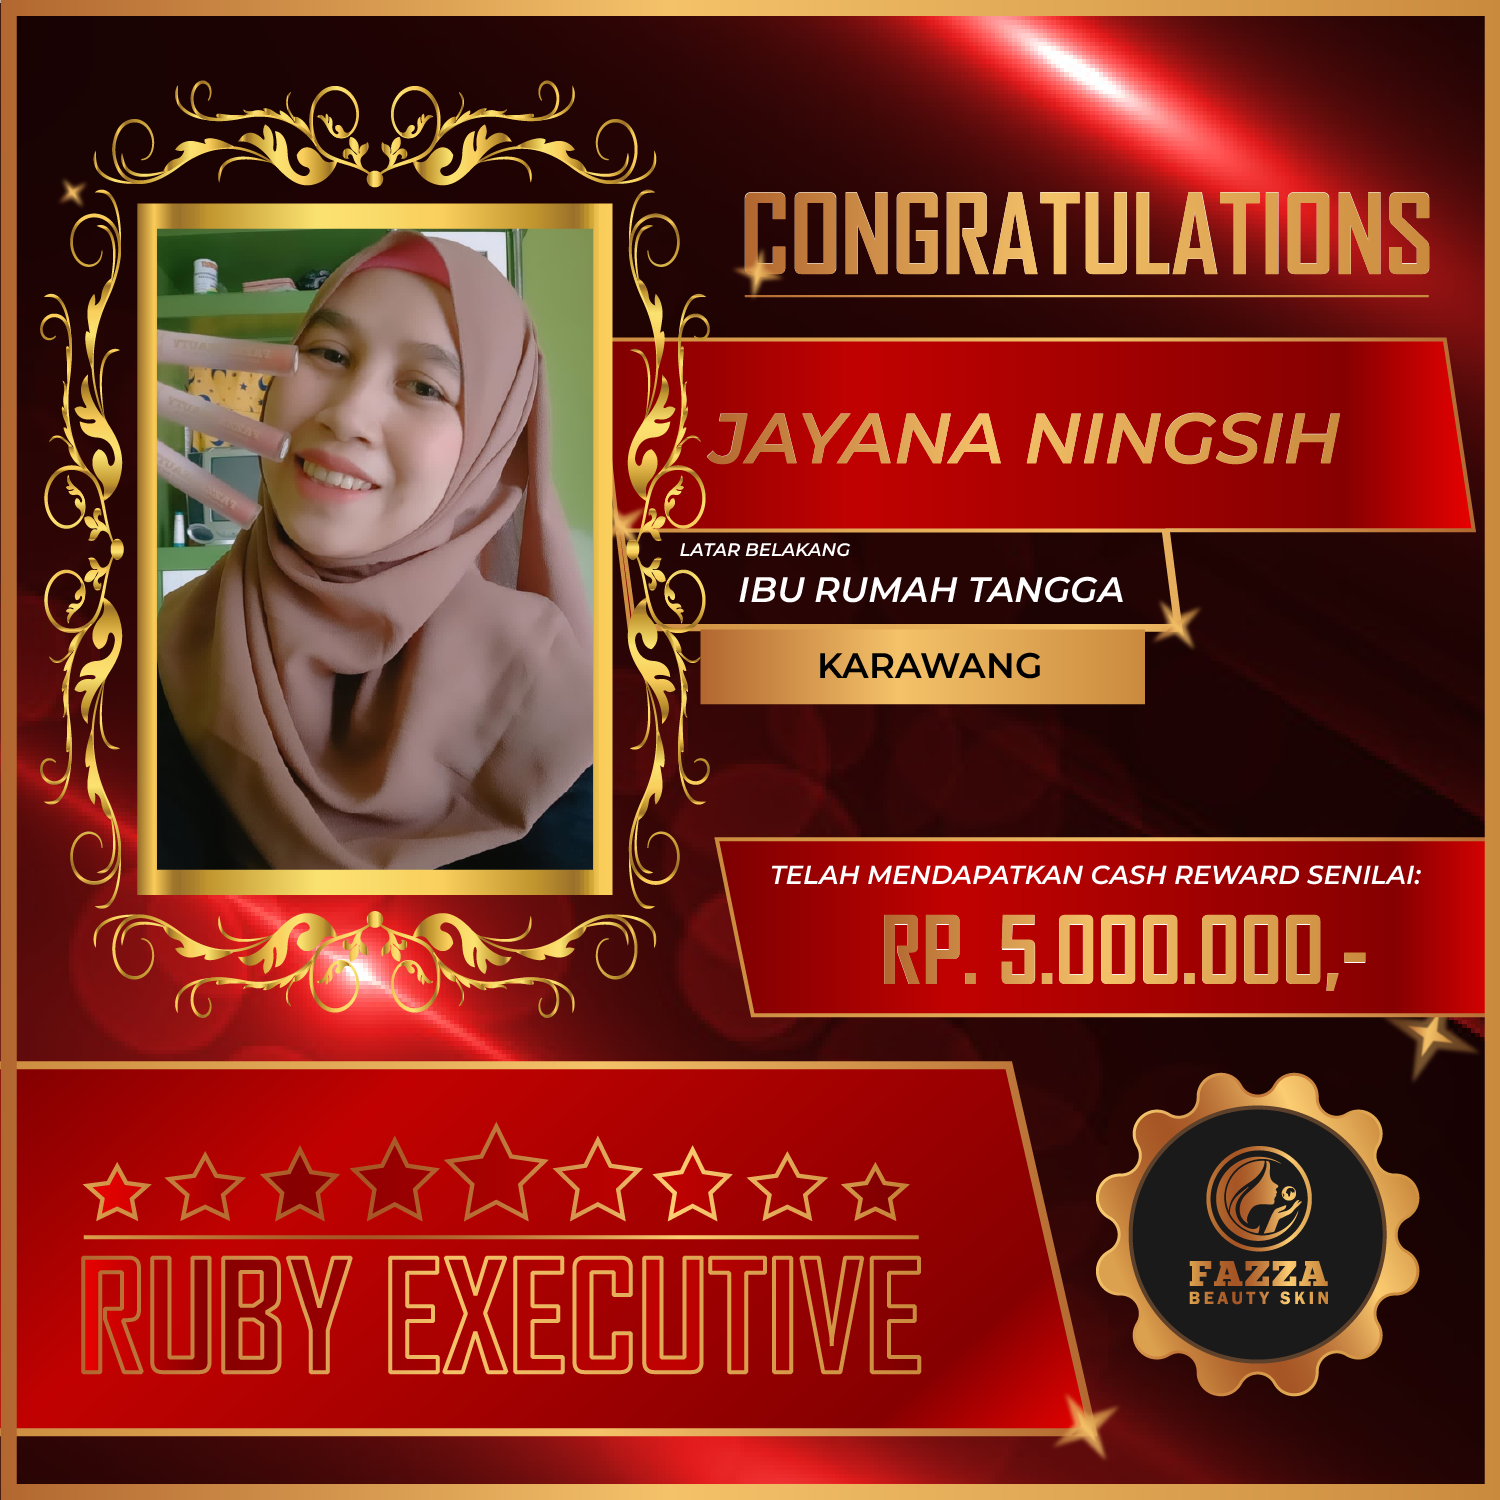 CONGRATULATIONS
JAYANA NINGSIH
LATAR BELAKANG
IBU RUMAH TANGGA
KARAWANG
TELAH MENDAPATKAN CASH REWARD SENILAI:
RP. 5.000.000,-
RUBY EXECUTIVE
FAZZA
BEAUTY SKIN